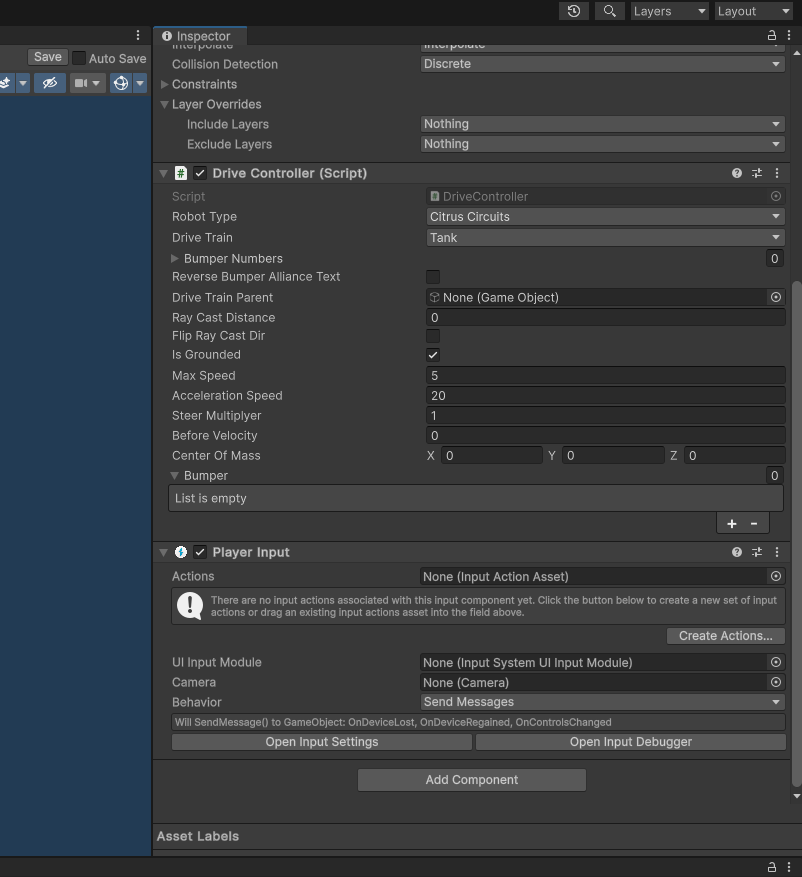 Layers
Layout
Inspector
Save
Auto Save
Interpolate Interpolate
Collision Detection Discrete
Constraints
Layer Overrides
Include Layers Nothing
Exclude Layers Nothing
# Drive Controller (Script)
Script DriveController
Robot Type Citrus Circuits
Drive Train Tank
Bumper Numbers 0
Reverse Bumper Alliance Text
Drive Train Parent None (Game Object)
Ray Cast Distance 0
Flip Ray Cast Dir
Is Grounded
Max Speed 5
Acceleration Speed 20
Steer Multiplyer 1
Before Velocity 0
Center Of Mass X 0 Y 0 Z 0
Bumper 0
List is empty
+ -
Player Input
Actions None (Input Action Asset)
There are no input actions associated with this input component yet. Click the button below to create a new set of input
actions or drag an existing input actions asset into the field above.
Create Actions...
UI Input Module None (Input System UI Input Module)
Camera None (Camera)
Behavior Send Messages
Will SendMessage() to GameObject: OnDeviceLost, OnDeviceRegained, OnControlsChanged
Open Input Settings Open Input Debugger
Add Component
Asset Labels